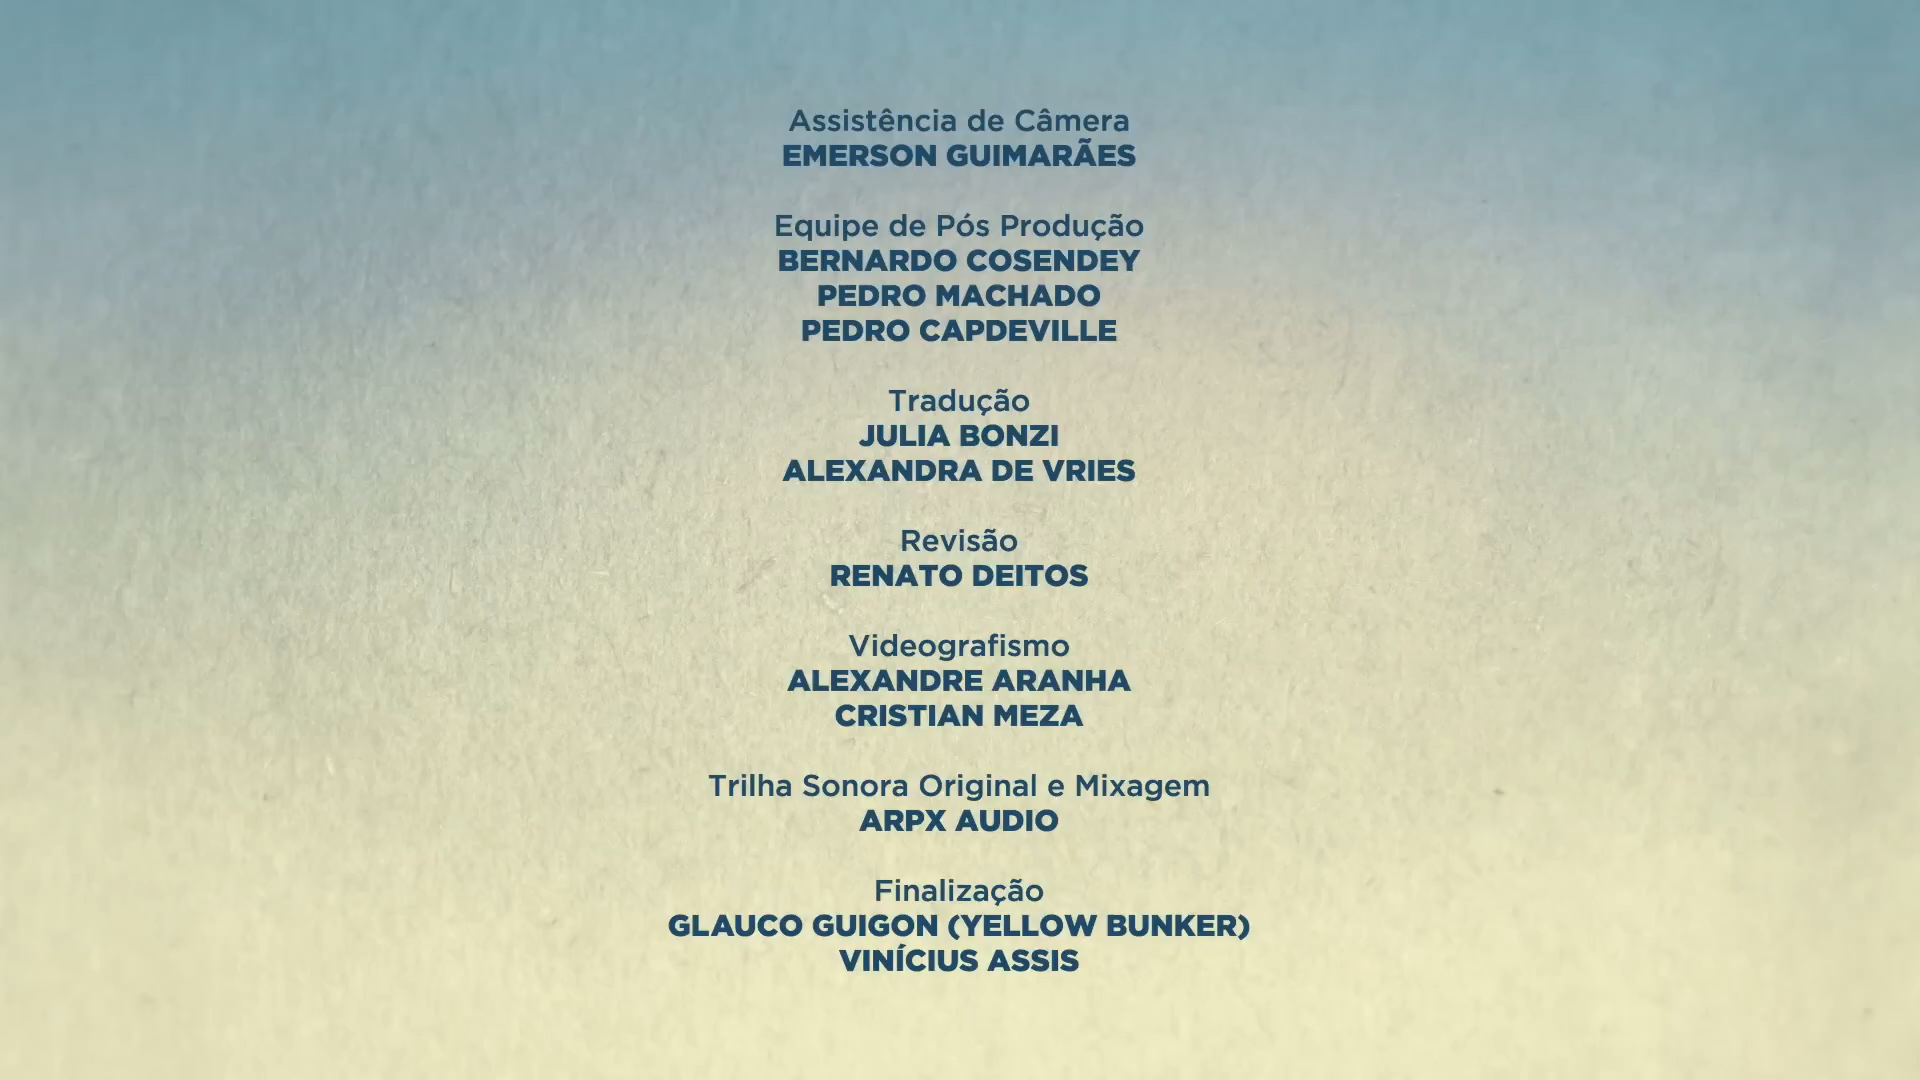 Assistência de Câmera
EMERSON GUIMARÃES
Equipe de Pós Produção
BERNARDO COSENDEY
PEDRO MACHADO
PEDRO CAPDEVILLE
Tradução
JULIA BONZI
ALEXANDRA DE VRIES
Revisão
RENATO DEITOS
Videografismo
ALEXANDRE ARANHA
CRISTIAN MEZA
Trilha Sonora Original e Mixagem
ARPX AUDIO
Finalização
GLAUCO GUIGON (YELLOW BUNKER)
VINÍCIUS ASSIS